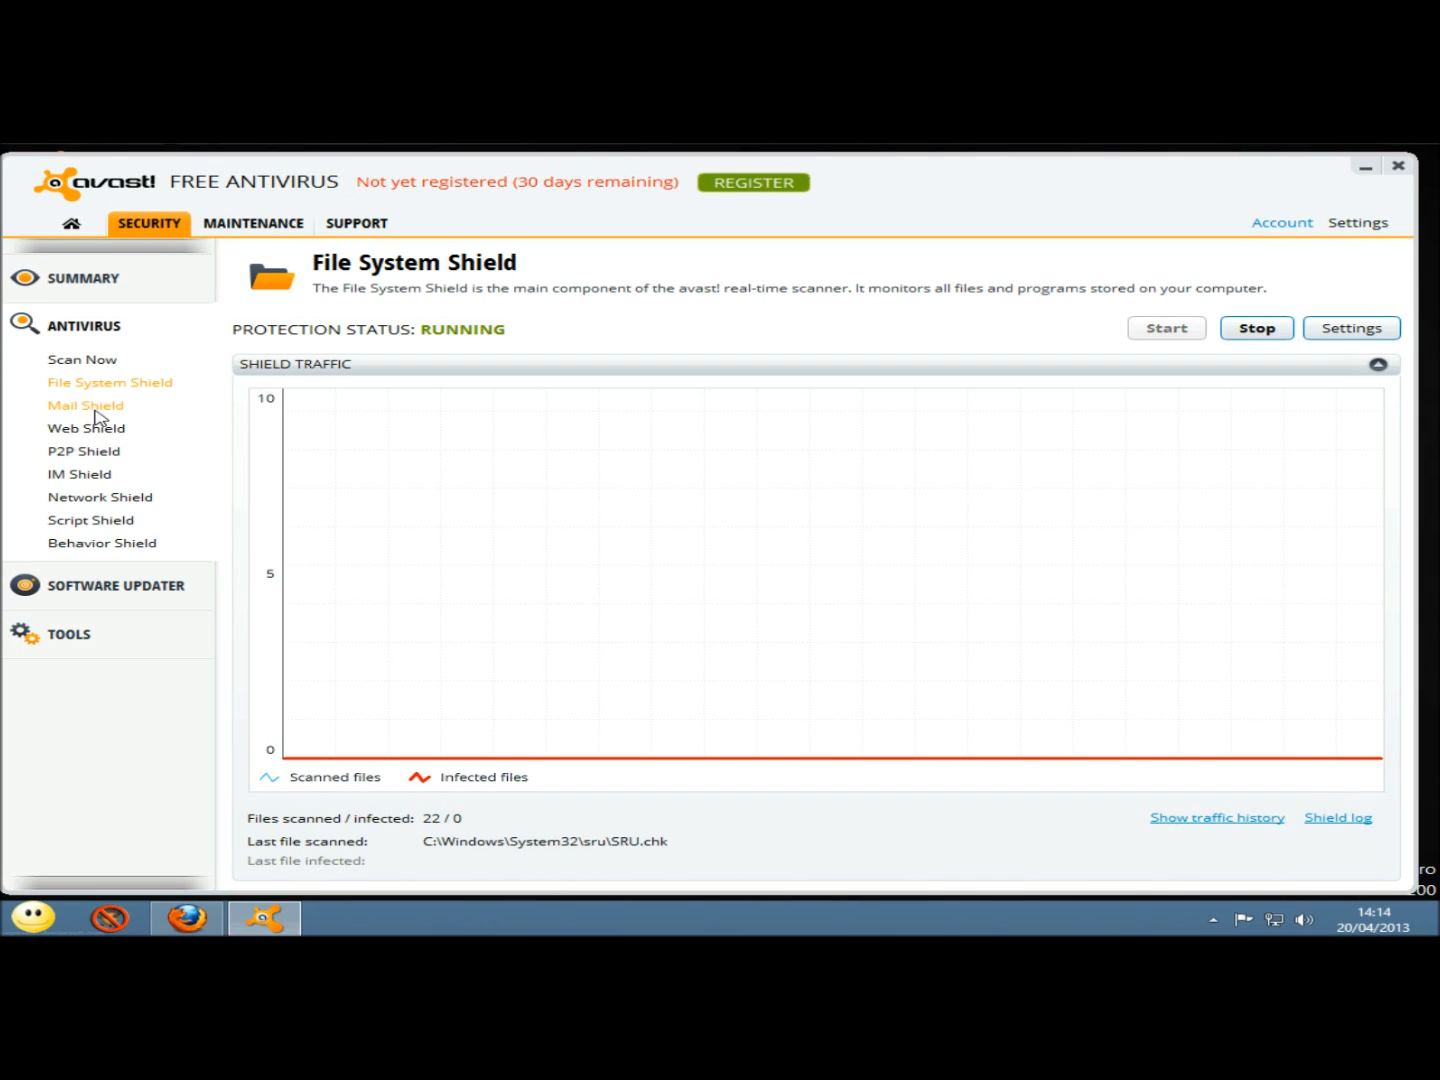 avast! FREE ANTIVIRUS Not yet registered (30 days remaining) REGISTER
SECURITY MAINTENANCE SUPPORT Account Settings
SUMMARY
ANTIVIRUS
Scan Now
File System Shield
Mail Shield
Web Shield
P2P Shield
IM Shield
Network Shield
Script Shield
Behavior Shield
SOFTWARE UPDATER
TOOLS
File System Shield
The File System Shield is the main component of the avast! real-time scanner. It monitors all files and programs stored on your computer.
PROTECTION STATUS: RUNNING Start Stop Settings
SHIELD TRAFFIC
10
5
0
Scanned files Infected files
Files scanned / infected: 22 / 0 Show traffic history Shield log
Last file scanned: C:\Windows\System32\sru\SRU.chk
Last file infected:
14:14
20/04/2013